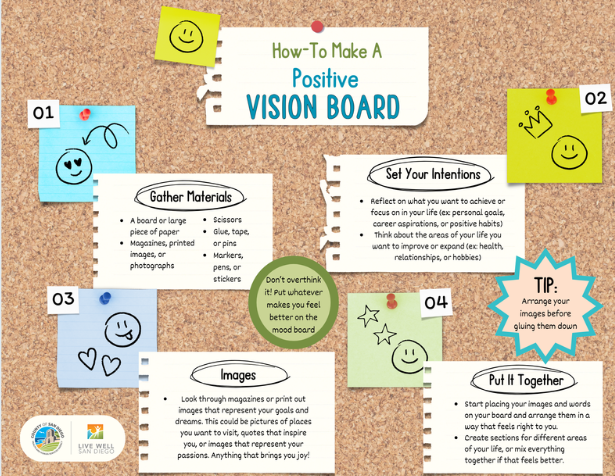 How-To Make A
Positive
VISION BOARD
01
Gather Materials
• A board or large
piece of paper
• Magazines, printed
images, or
photographs
• Scissors
• Glue, tape,
or pins
• Markers,
pens, or
stickers
02
Set Your Intentions
• Reflect on what you want to achieve or
focus on in your life (ex: personal goals,
career aspirations, or positive habits)
• Think about the areas of your life you
want to improve or expand (ex: health,
relationships, or hobbies)
Don't overthink
it! Put whatever
makes you feel
better on the
mood board
TIP:
Arrange your
images before
gluing them down
03
Images
• Look through magazines or print out
images that represent your goals and
dreams. This could be pictures of places
you want to visit, quotes that inspire
you, or images that represent your
passions. Anything that brings you joy!
04
Put It Together
• Start placing your images and words
on your board and arrange them in a
way that feels right to you.
• Create sections for different areas
of your life, or mix everything
together if that feels better.
COUNTY OF SAN DIEGO
LIVE WELL
SAN DIEGO